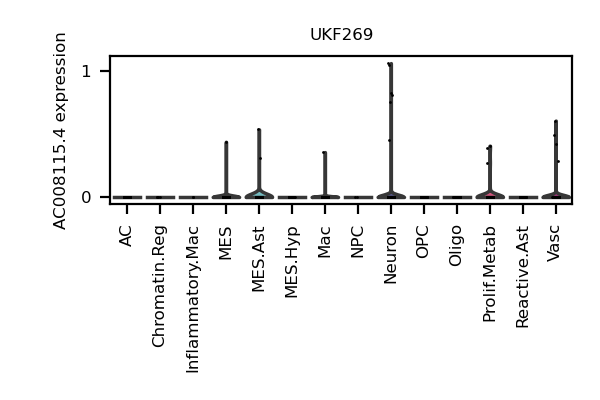 UKF269
AC008115.4 expression
1
0
AC
Chromatin.Reg
Inflammatory.Mac
MES
MES.Ast
MES.Hyp
Mac
NPC
Neuron
OPC
Oligo
Prolif.Metab
Reactive.Ast
Vasc